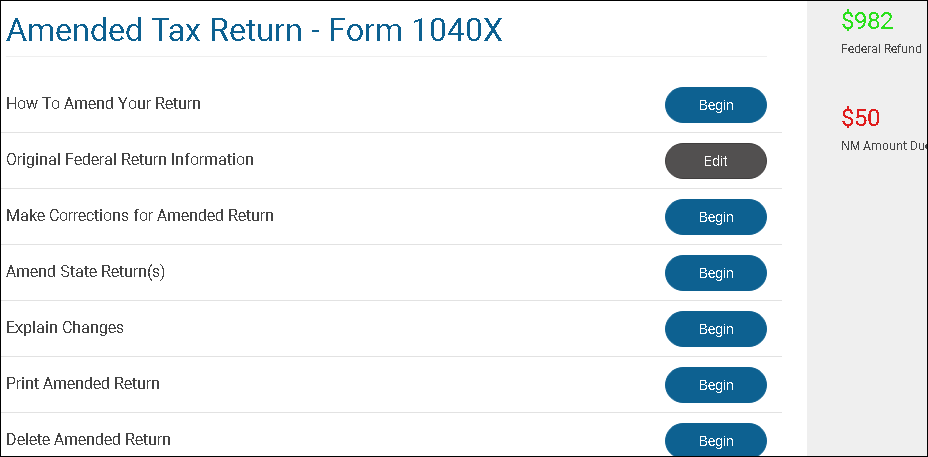 Amended Tax Return - Form 1040X
How To Amend Your Return Begin
Original Federal Return Information Edit
Make Corrections for Amended Return Begin
Amend State Return(s) Begin
Explain Changes Begin
Print Amended Return Begin
Delete Amended Return Begin
$982
Federal Refund
$50
NM Amount Du